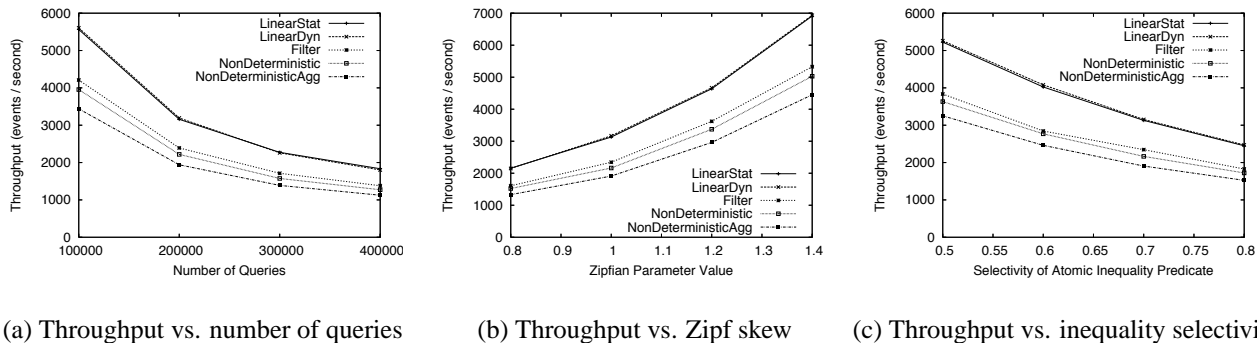 Throughput (events / second)
6000
5000
4000
3000
2000
1000
0
LinearStat
LinearDyn
Filter
NonDeterministic
NonDeterministicAgg
100000 200000 300000 400000
Number of Queries
(a) Throughput vs. number of queries
Throughput (events / second)
7000
6000
5000
4000
3000
2000
1000
0
LinearStat
LinearDyn
Filter
NonDeterministic
NonDeterministicAgg
0.8 0.9 1 1.1 1.2 1.3 1.4
Zipfian Parameter Value
(b) Throughput vs. Zipf skew
Throughput (events / second)
6000
5000
4000
3000
2000
1000
0
LinearStat
LinearDyn
Filter
NonDeterministic
NonDeterministicAgg
0.5 0.55 0.6 0.65 0.7 0.75 0.8
Selectivity of Atomic Inequality Predicate
(c) Throughput vs. inequality selectivi